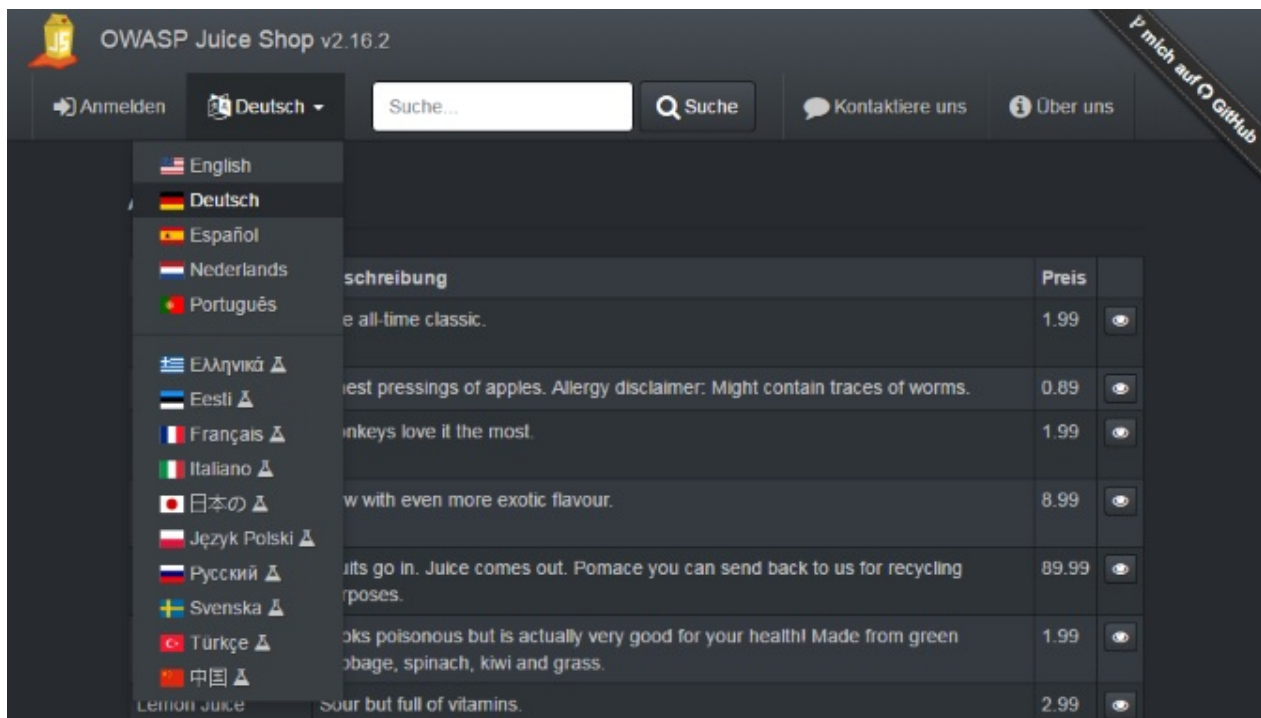 OWASP Juice Shop v2.16.2
mich auf GitHub
Anmelden Deutsch Suche... Suche Kontaktiere uns Über uns
English
Deutsch
Español
Nederlands
Português
Ελληνικά
Eesti
Français
Italiano
日本の
Język Polski
Русский
Svenska
Türkçe
中国
schreibung Preis
e all-time classic. 1.99
est pressings of apples. Allergy disclaimer: Might contain traces of worms. 0.89
nkeys love it the most. 1.99
w with even more exotic flavour. 8.99
uits go in. Juice comes out. Pomace you can send back to us for recycling 89.99
rposes.
oks poisonous but is actually very good for your health! Made from green 1.99
bbage, spinach, kiwi and grass.
Lemon Juice Sour but full of vitamins. 2.99